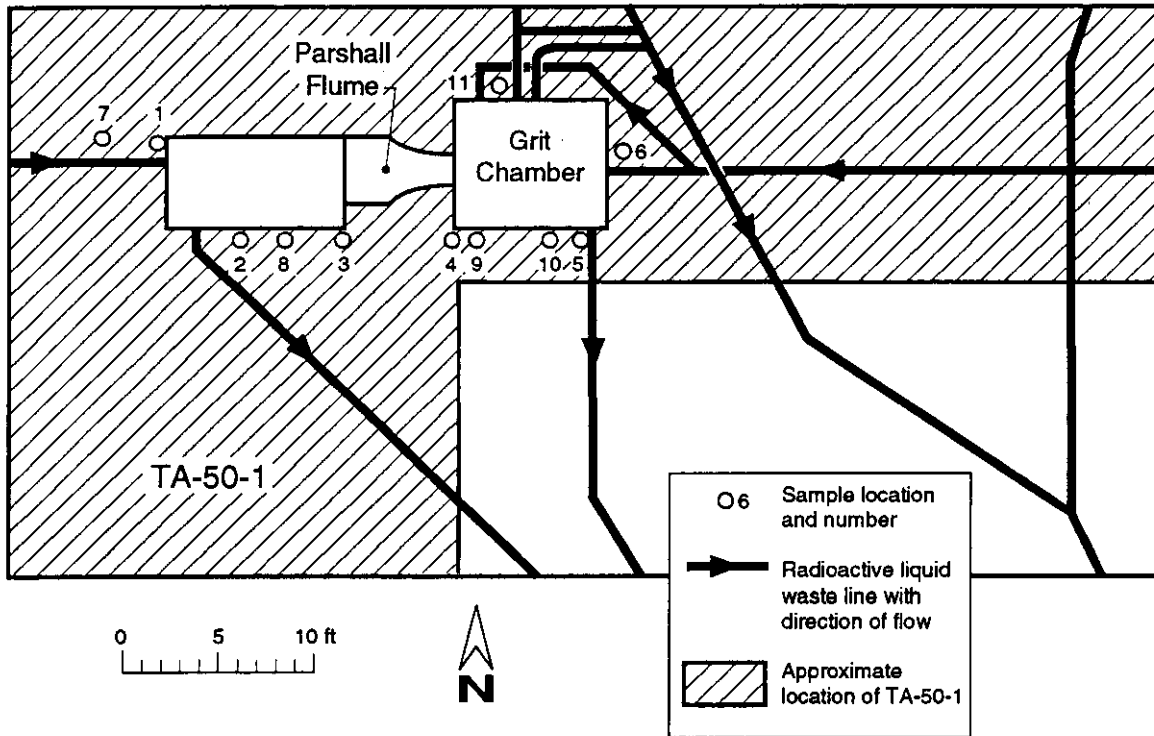 Parshall
Flume
11
7
1
Grit
Chamber
6
2
8
3
4
9
10
5
TA-50-1
6
Sample location
and number
Radioactive liquid
waste line with
direction of flow
Approximate
location of TA-50-1
0
5
10 ft
N